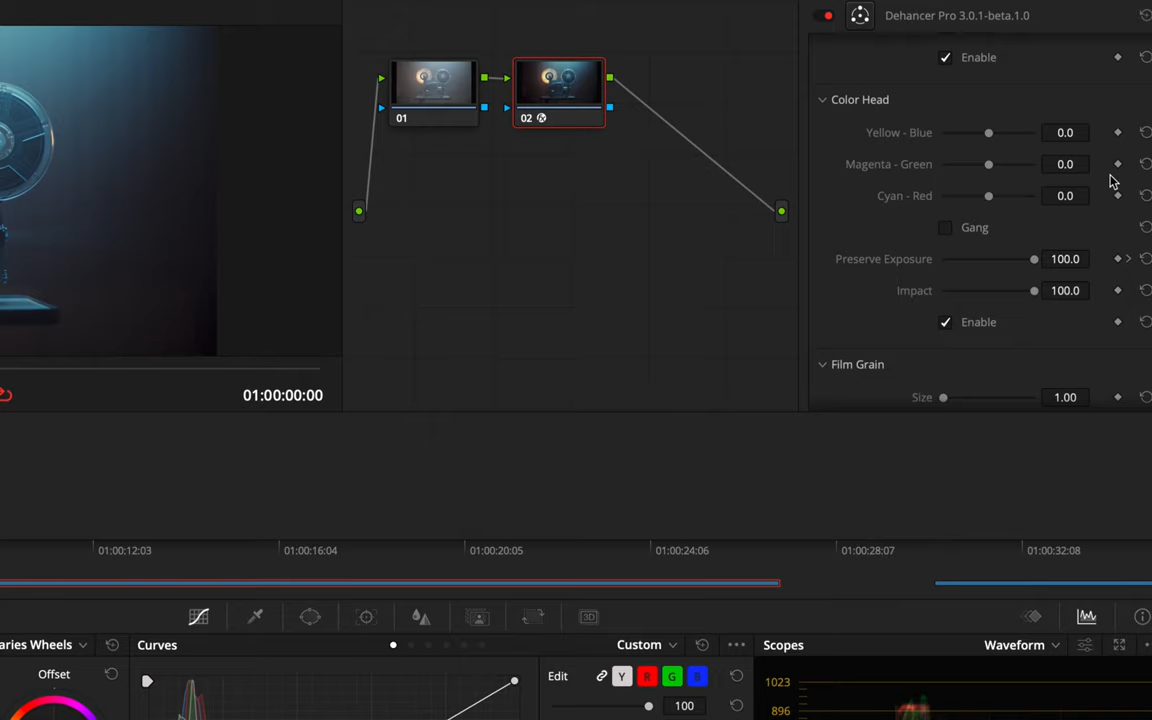 Dehancer Pro 3.0.1-beta.1.0
Enable
Color Head
Yellow - Blue 0.0
Magenta - Green 0.0
Cyan - Red 0.0
Gang
Preserve Exposure 100.0
Impact 100.0
Enable
Film Grain
Size 1.00
01
02
01:00:00:00
01:00:12:03
01:00:16:04
01:00:20:05
01:00:24:06
01:00:28:07
01:00:32:08
3D
aries Wheels
Curves
Custom
Scopes
Waveform
Offset
Edit Y R G B
100
1023
896